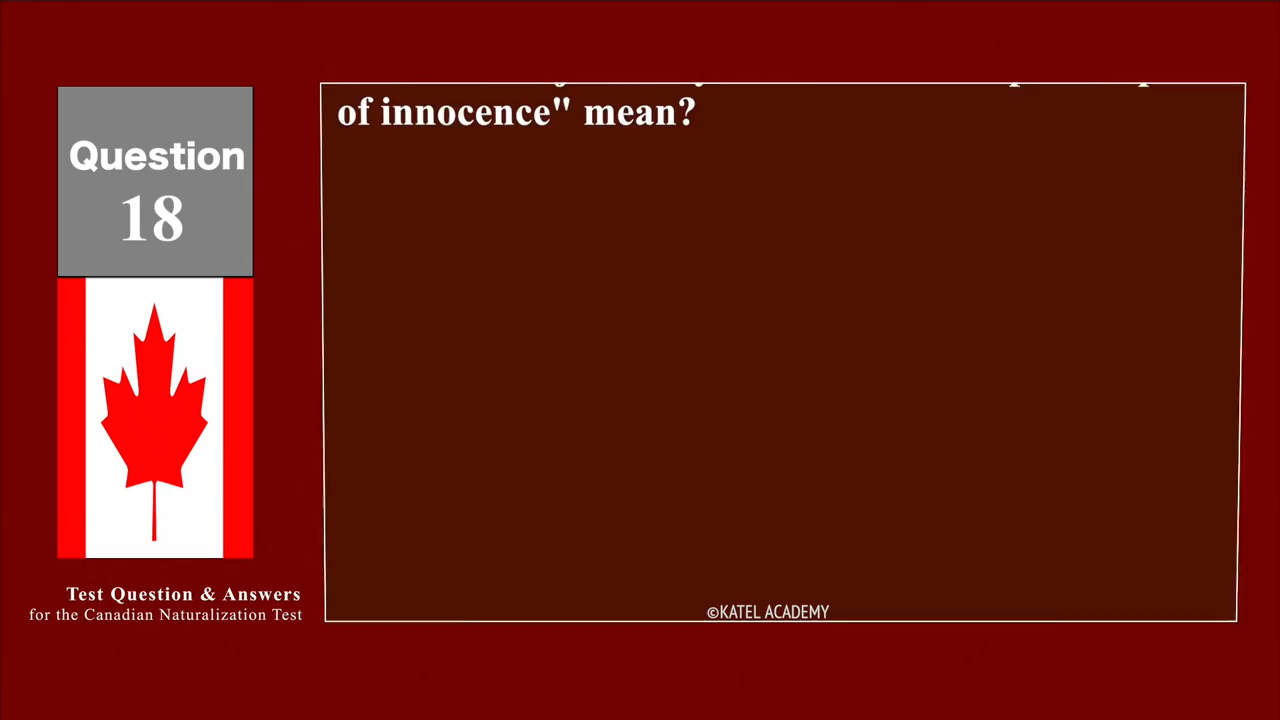 Question
18
of innocence" mean?
Test Question & Answers
for the Canadian Naturalization Test
©KATEL ACADEMY